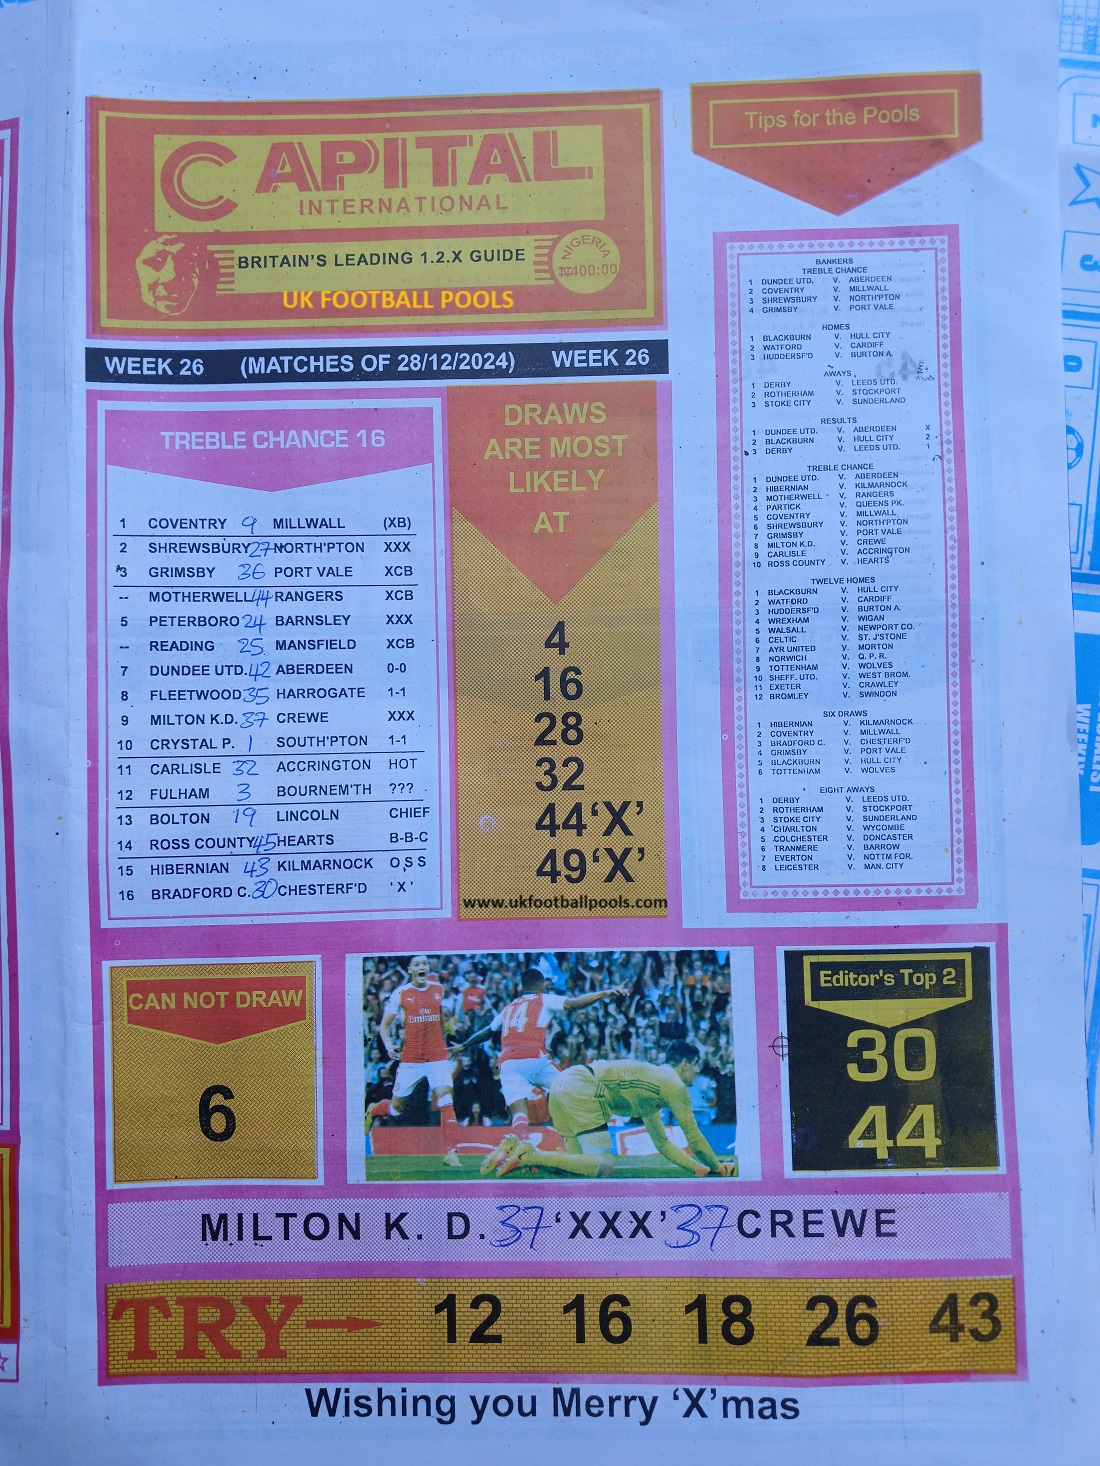 CAPITAL
INTERNATIONAL
BRITAIN'S LEADING 1.2.X GUIDE
NIGERIA
₦400:00
UK FOOTBALL POOLS
WEEK 26 (MATCHES OF 28/12/2024) WEEK 26
TREBLE CHANCE 16
1 COVENTRY 9 MILLWALL (XB)
2 SHREWSBURY 27 NORTH'PTON XXX
*3 GRIMSBY 36 PORT VALE XCB
-- MOTHERWELL 44 RANGERS XCB
5 PETERBORO 24 BARNSLEY XXX
-- READING 25 MANSFIELD XCB
7 DUNDEE UTD. 42 ABERDEEN 0-0
8 FLEETWOOD 35 HARROGATE 1-1
9 MILTON K.D. 37 CREWE XXX
10 CRYSTAL P. 1 SOUTH'PTON 1-1
11 CARLISLE 32 ACCRINGTON HOT
12 FULHAM 3 BOURNEM'TH ???
13 BOLTON 19 LINCOLN CHIEF
14 ROSS COUNTY 45 HEARTS B-B-C
15 HIBERNIAN 43 KILMARNOCK O S S
16 BRADFORD C. 30 CHESTERF'D 'X'
DRAWS
ARE MOST
LIKELY
AT
4
16
28
32
44'X'
49'X'
www.ukfootballpools.com
Tips for the Pools
BANKERS
TREBLE CHANCE
1 DUNDEE UTD. V. ABERDEEN
2 COVENTRY V. MILLWALL
3 SHREWSBURY V. NORTH'PTON
4 GRIMSBY V. PORT VALE
HOMES
1 BLACKBURN V. HULL CITY
2 WATFORD V. CARDIFF
3 HUDDERSF'D V. BURTON A.
AWAYS
1 DERBY V. LEEDS UTD.
2 ROTHERHAM V. STOCKPORT
3 STOKE CITY V. SUNDERLAND
RESULTS
1 DUNDEE UTD. V. ABERDEEN X
2 BLACKBURN V. HULL CITY 2
3 DERBY V. LEEDS UTD. 1
TREBLE CHANCE
1 DUNDEE UTD. V. ABERDEEN
2 HIBERNIAN V. KILMARNOCK
3 MOTHERWELL V. RANGERS
4 PARTICK V. QUEENS PK.
5 COVENTRY V. MILLWALL
6 SHREWSBURY V. NORTH'PTON
7 GRIMSBY V. PORT VALE
8 MILTON K.D. V. CREWE
9 CARLISLE V. ACCRINGTON
10 ROSS COUNTY V. HEARTS
TWELVE HOMES
1 BLACKBURN V. HULL CITY
2 WATFORD V. CARDIFF
3 HUDDERSF'D V. BURTON A.
4 WREXHAM V. WIGAN
5 WALSALL V. NEWPORT CO.
6 CELTIC V. ST. J'STONE
7 AYR UNITED V. MORTON
8 NORWICH V. Q. P. R.
9 TOTTENHAM V. WOLVES
10 SHEFF. UTD. V. WEST BROM.
11 EXETER V. CRAWLEY
12 BROMLEY V. SWINDON
SIX DRAWS
1 HIBERNIAN V. KILMARNOCK
2 COVENTRY V. MILLWALL
3 BRADFORD C. V. CHESTERF'D
4 GRIMSBY V. PORT VALE
5 BLACKBURN V. HULL CITY
6 TOTTENHAM V. WOLVES
EIGHT AWAYS
1 DERBY V. LEEDS UTD.
2 ROTHERHAM V. STOCKPORT
3 STOKE CITY V. SUNDERLAND
4 CHARLTON V. WYCOMBE
5 COLCHESTER V. DONCASTER
6 TRANMERE V. BARROW
7 EVERTON V. NOTTM FOR.
8 LEICESTER V. MAN. CITY
CAN NOT DRAW
6
Emirates
14
Editor's Top 2
30
44
MILTON K. D. 37 'XXX' 37 CREWE
TRY 12 16 18 26 43
Wishing you Merry 'X'mas
WEEKLY